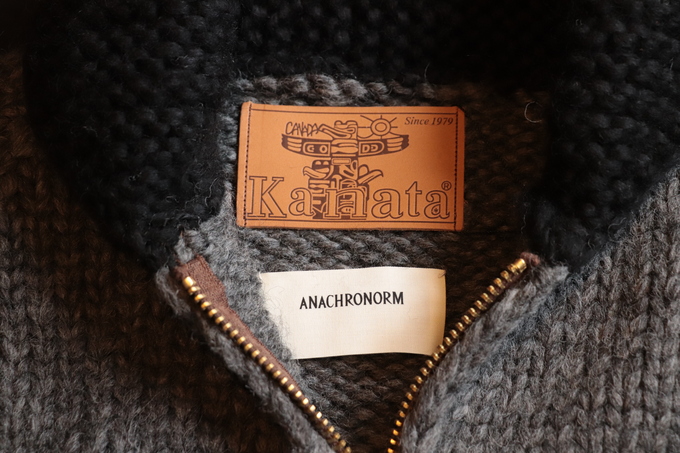 CANADA
Since 1979
Kanata®
ANACHRONORM